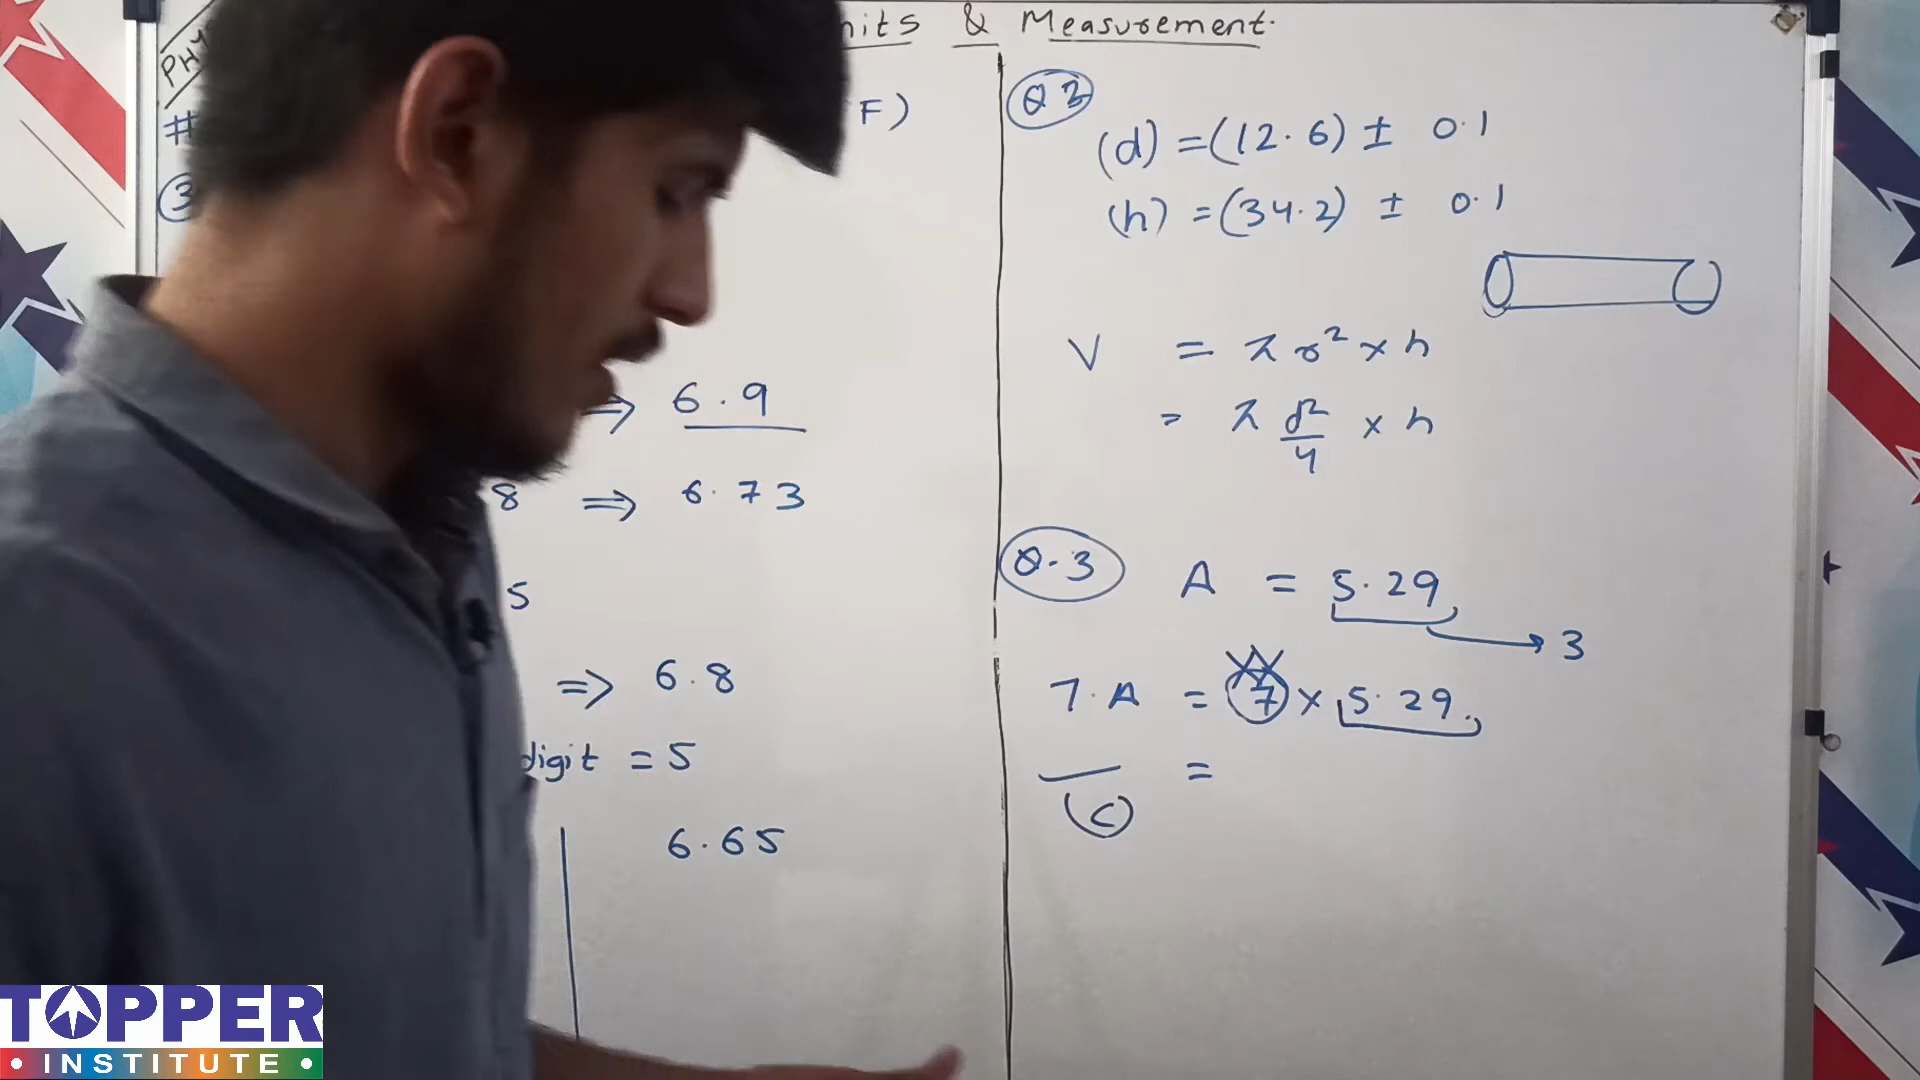 & Measurement.
PHY
#
F)
3
⇒ 6.9
8 ⇒ 6.73
5
=> 6.8
digit = 5
6.65
Q 2
(d) = (12.6) ± 0.1
(h) = (34.2) ± 0.1
V = π r² × h
= π d²/4 × h
Q.3 A = 5.29
3
7.A = 7 × 5.29
=
(c)
TOPPER
• INSTITUTE •